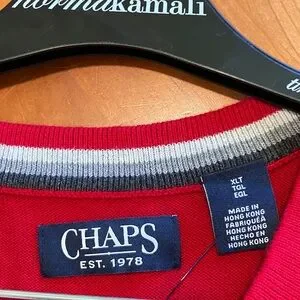 normakamali
CHAPS
EST. 1978
XLT
TGL
EGL
MADE IN
HONG KONG
FABRIQUÉ A
HONG KONG
HECHO EN
HONG KONG